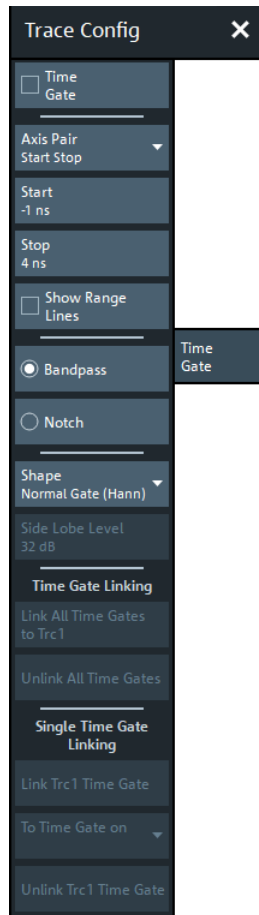 Trace Config
Time
Gate
Axis Pair
Start Stop
Start
-1 ns
Stop
4 ns
Show Range
Lines
Bandpass
Time
Gate
Notch
Shape
Normal Gate (Hann)
Side Lobe Level
32 dB
Time Gate Linking
Link All Time Gates
to Trc1
Unlink All Time Gates
Single Time Gate
Linking
Link Trc1 Time Gate
To Time Gate on
Unlink Trc1 Time Gate